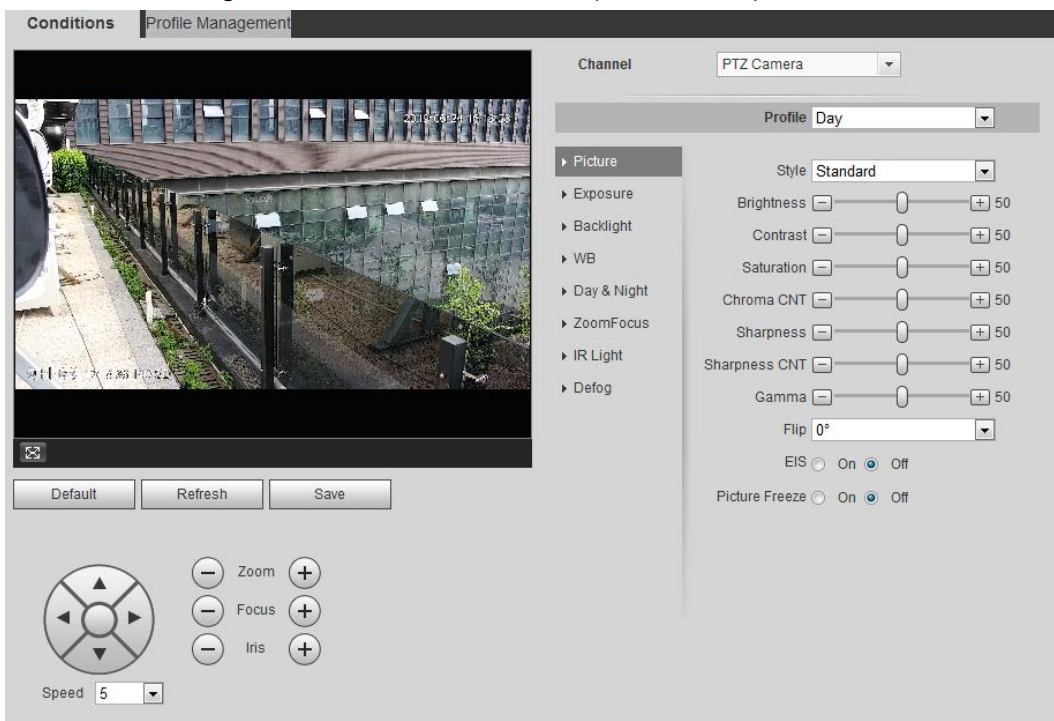 Conditions Profile Management
Channel PTZ Camera
Profile Day
Picture
Exposure
Backlight
WB
Day & Night
ZoomFocus
IR Light
Defog
Style Standard
Brightness 50
Contrast 50
Saturation 50
Chroma CNT 50
Sharpness 50
Sharpness CNT 50
Gamma 50
Flip 0°
EIS On Off
Picture Freeze On Off
Default Refresh Save
Zoom
Focus
Iris
Speed 5